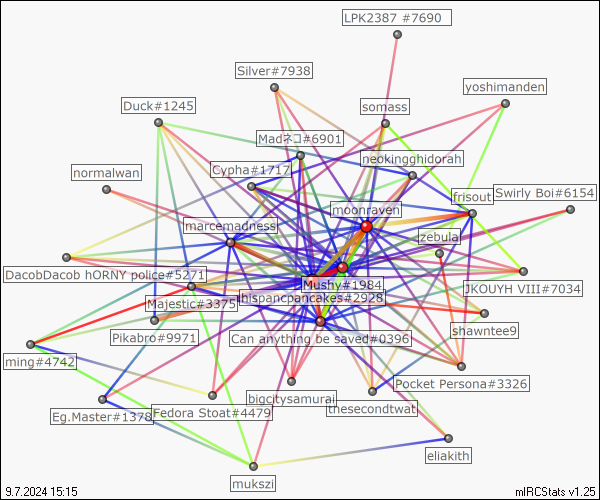 LPK2387 #7690
Silver#7938
yoshimanden
Duck#1245
somass
Madネコ#6901
neokingghidorah
normalwan
Cypha#1717
frisout
Swirly Boi#6154
moonraven
marcemadness
zebula
DacobDacob hORNY police#5271
Mushy#1984
JKOUYH VIII#7034
thispancpancakes#2928
Majestic#3375
shawntee9
Pikabro#9971
Can anything be saved#0396
ming#4742
Pocket Persona#3326
bigcitysamurai
thesecondtwat
Fedora Stoat#4479
Eg.Master#1378
eliakith
mukszi
9.7.2024 15:15
mIRCStats v1.25